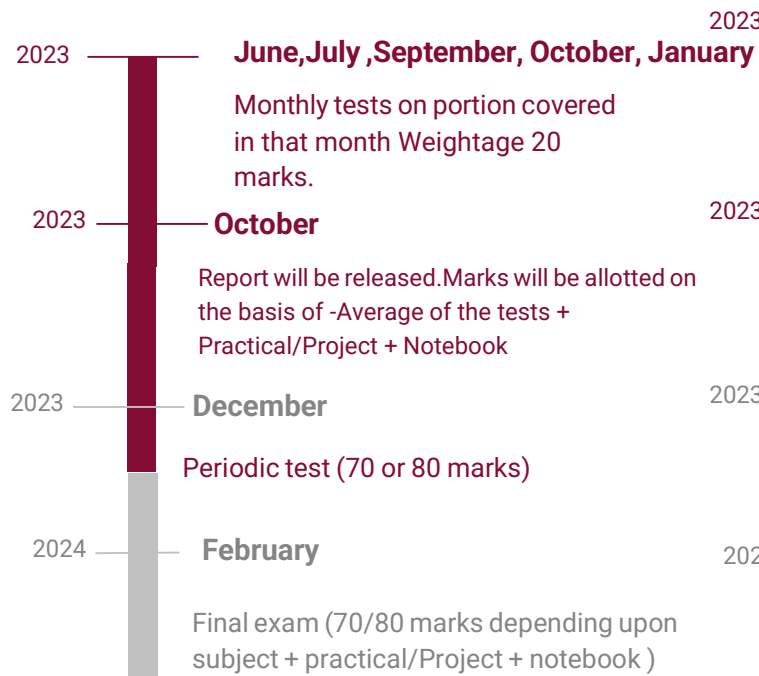 2023
2023
June,July ,September, October, January
Monthly tests on portion covered
in that month Weightage 20
marks.
2023
October
2023
Report will be released.Marks will be allotted on
the basis of -Average of the tests +
Practical/Project + Notebook
2023
December
2023
Periodic test (70 or 80 marks)
2024
February
202
Final exam (70/80 marks depending upon
subject + practical/Project + notebook )